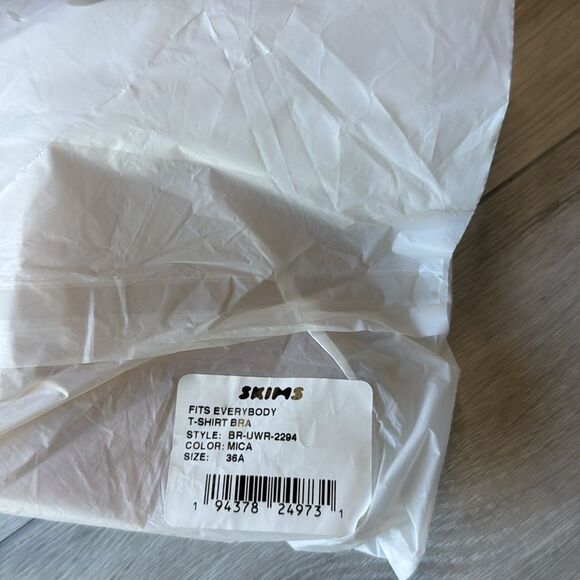 SKIMS
FITS EVERYBODY
T-SHIRT BRA
STYLE: BR-UWR-2294
COLOR: MICA
SIZE: 36A
1 94378 24973 1